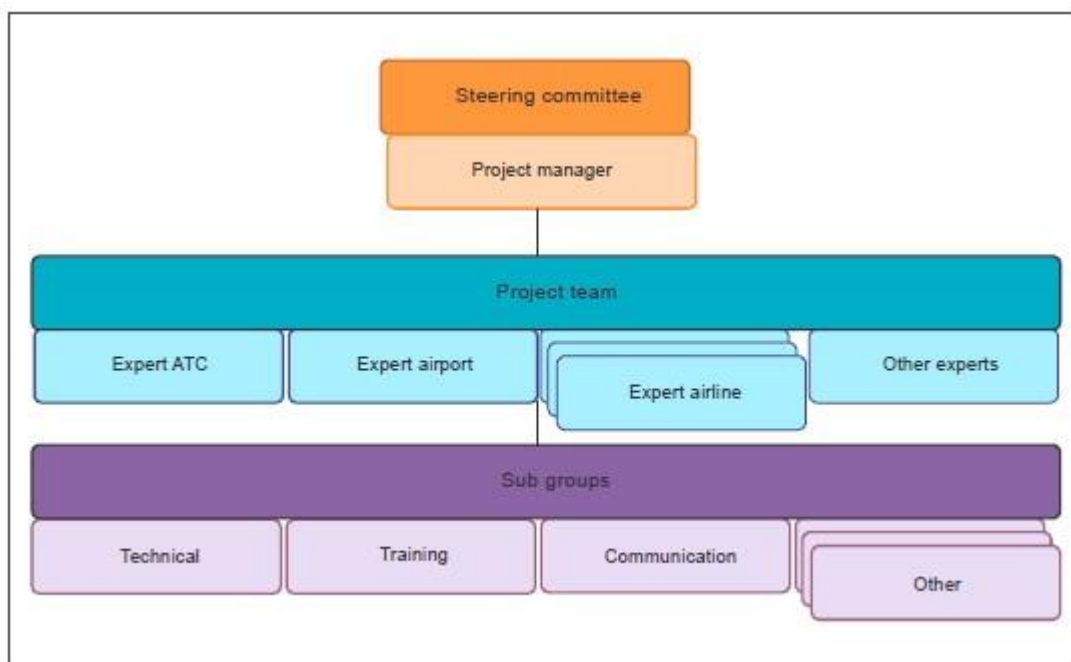 Steering committee
Project manager
Project team
Expert ATC
Expert airport
Expert airline
Other experts
Sub groups
Technical
Training
Communication
Other